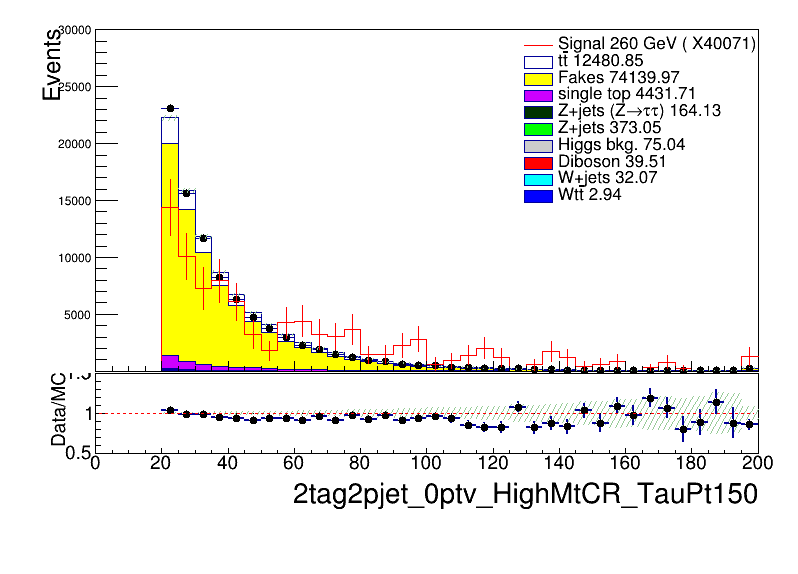 Events
30000
25000
20000
15000
10000
5000
Signal 260 GeV ( X40071)
tt̄ 12480.85
Fakes 74139.97
single top 4431.71
Z+jets (Z→ττ) 164.13
Z+jets 373.05
Higgs bkg. 75.04
Diboson 39.51
W+jets 32.07
Wtt̄ 2.94
Data/MC
1.5
1
0.5
0 20 40 60 80 100 120 140 160 180 200
2tag2pjet_0ptv_HighMtCR_TauPt150